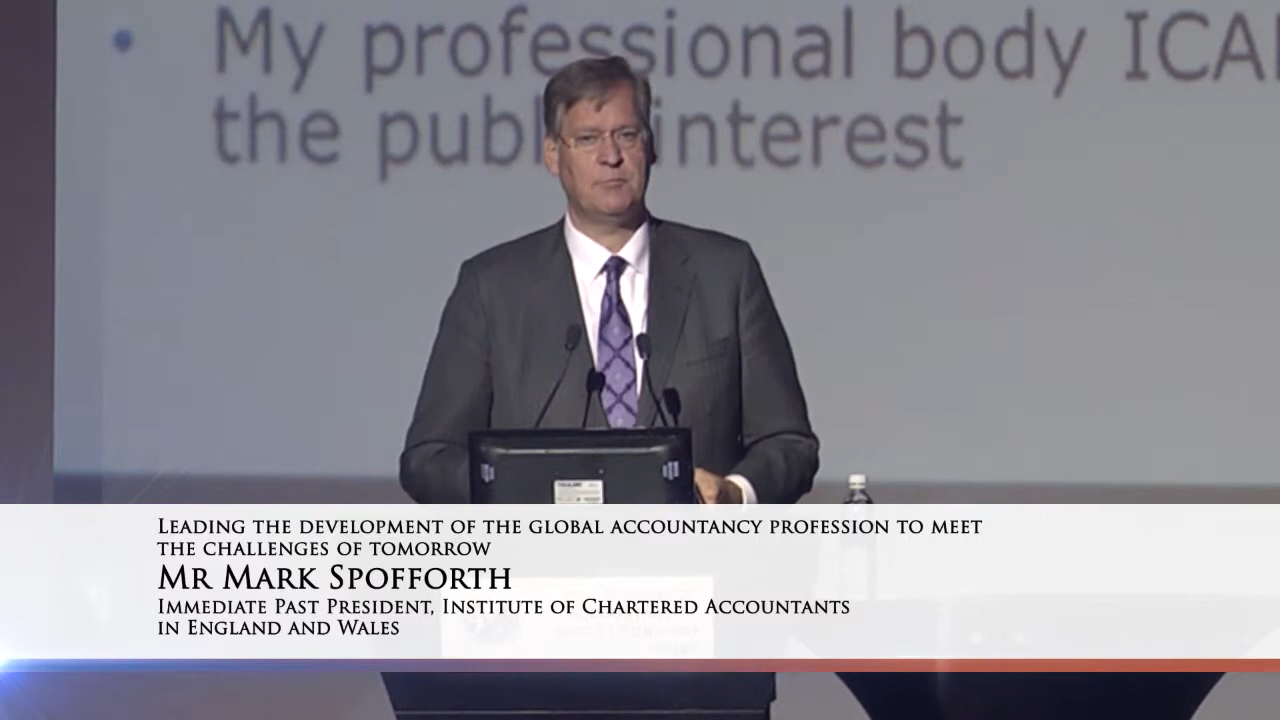 • My professional body ICA
the publ interest
LEADING THE DEVELOPMENT OF THE GLOBAL ACCOUNTANCY PROFESSION TO MEET
THE CHALLENGES OF TOMORROW
MR MARK SPOFFORTH
IMMEDIATE PAST PRESIDENT, INSTITUTE OF CHARTERED ACCOUNTANTS
IN ENGLAND AND WALES